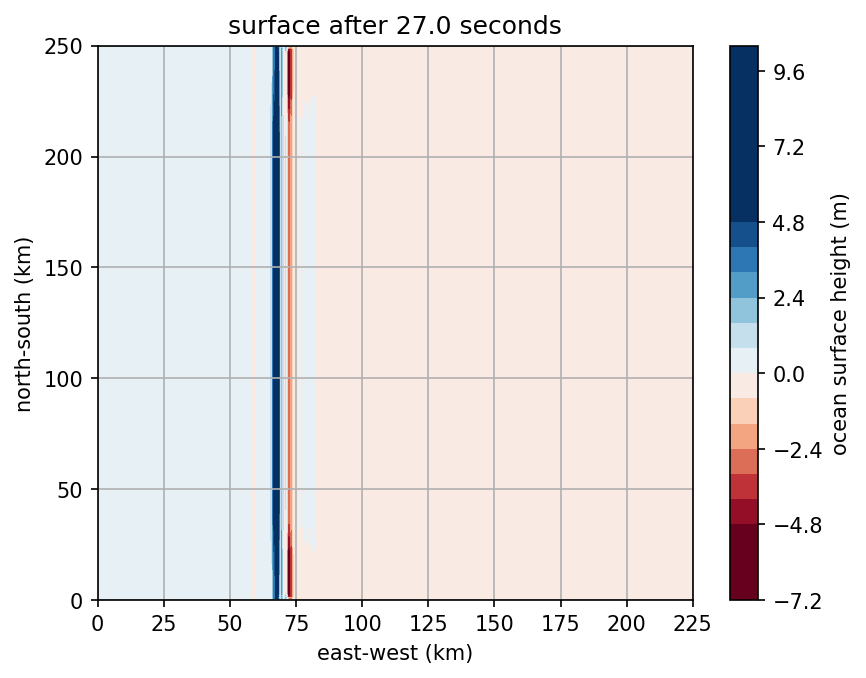 surface after 27.0 seconds
250
200
150
100
50
0
north-south (km)
0 25 50 75 100 125 150 175 200 225
east-west (km)
9.6
7.2
4.8
2.4
0.0
−2.4
−4.8
−7.2
ocean surface height (m)